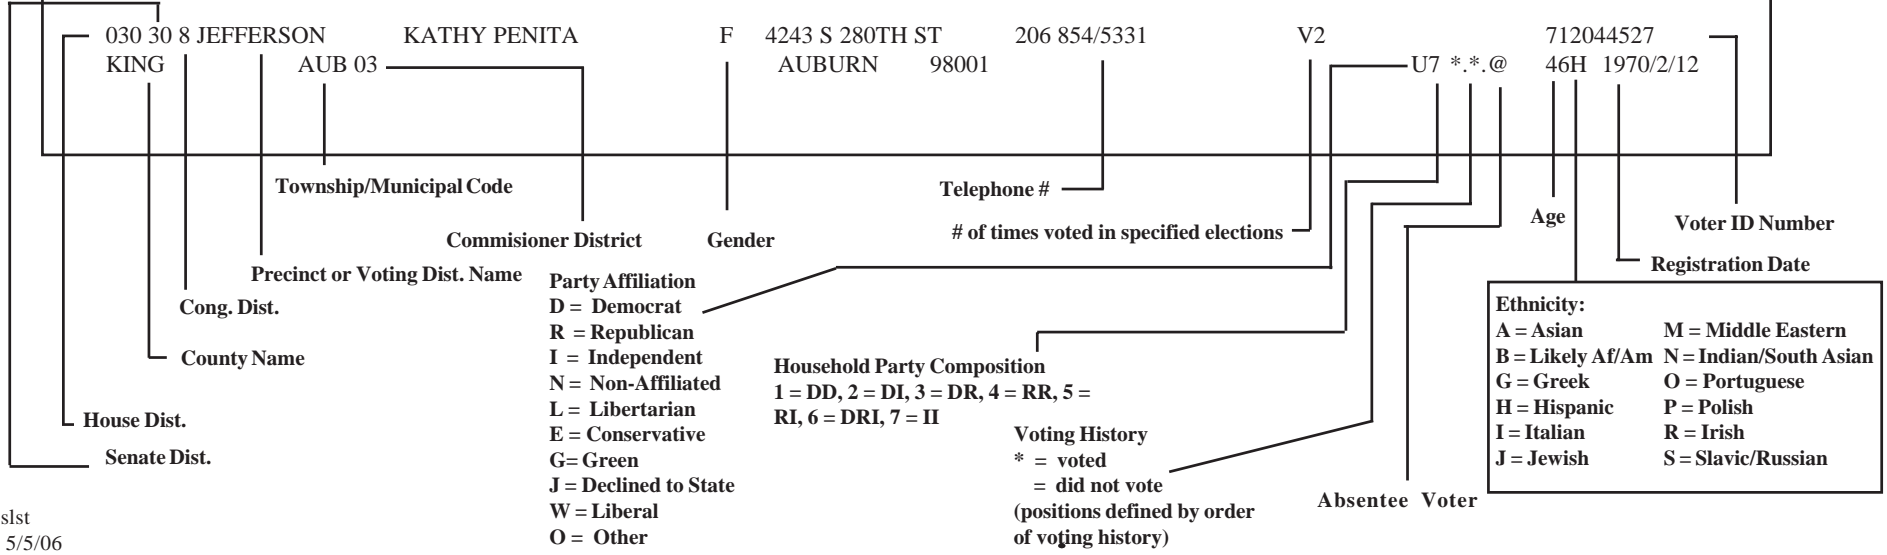 030 30 8 JEFFERSON KATHY PENITA F 4243 S 280TH ST 206 854/5331 V2 712044527
KING AUB 03 AUBURN 98001 U7 *.*.@ 46H 1970/2/12
Township/Municipal Code
Telephone #
Age
Voter ID Number
Commisioner District
Gender
# of times voted in specified elections
Precinct or Voting Dist. Name
Registration Date
Cong. Dist.
County Name
House Dist.
Senate Dist.
Party Affiliation
D = Democrat
R = Republican
I = Independent
N = Non-Affiliated
L = Libertarian
E = Conservative
G= Green
J = Declined to State
W = Liberal
O = Other
Household Party Composition
1 = DD, 2 = DI, 3 = DR, 4 = RR, 5 =
RI, 6 = DRI, 7 = II
Voting History
* = voted
= did not vote
(positions defined by order
of voting history)
Absentee Voter
Ethnicity:
A = Asian M = Middle Eastern
B = Likely Af/Am N = Indian/South Asian
G = Greek O = Portuguese
H = Hispanic P = Polish
I = Italian R = Irish
J = Jewish S = Slavic/Russian
slst
5/5/06